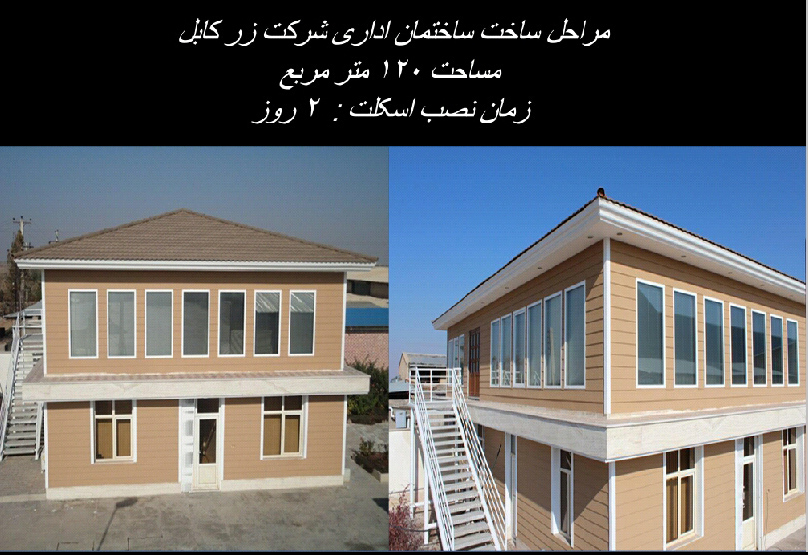 مراحل ساخت ساختمان اداری شرکت زر کابل
مساحت ۱۲۰ متر مربع
زمان نصب اسکلت : ۲ روز